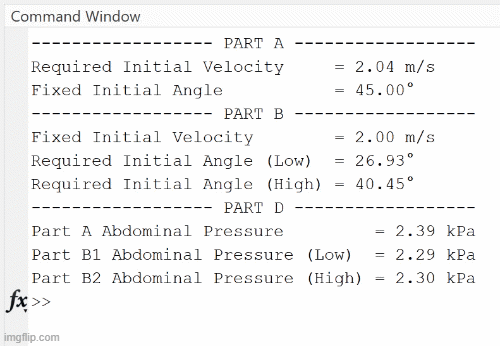 Command Window
------------------ PART A ------------------
Required Initial Velocity     = 2.04 m/s
Fixed Initial Angle           = 45.00°
------------------ PART B ------------------
Fixed Initial Velocity        = 2.00 m/s
Required Initial Angle (Low)  = 26.93°
Required Initial Angle (High) = 40.45°
------------------ PART D ------------------
Part A Abdominal Pressure         = 2.39 kPa
Part B1 Abdominal Pressure (Low)  = 2.29 kPa
Part B2 Abdominal Pressure (High) = 2.30 kPa
fx >>
imgflip.com